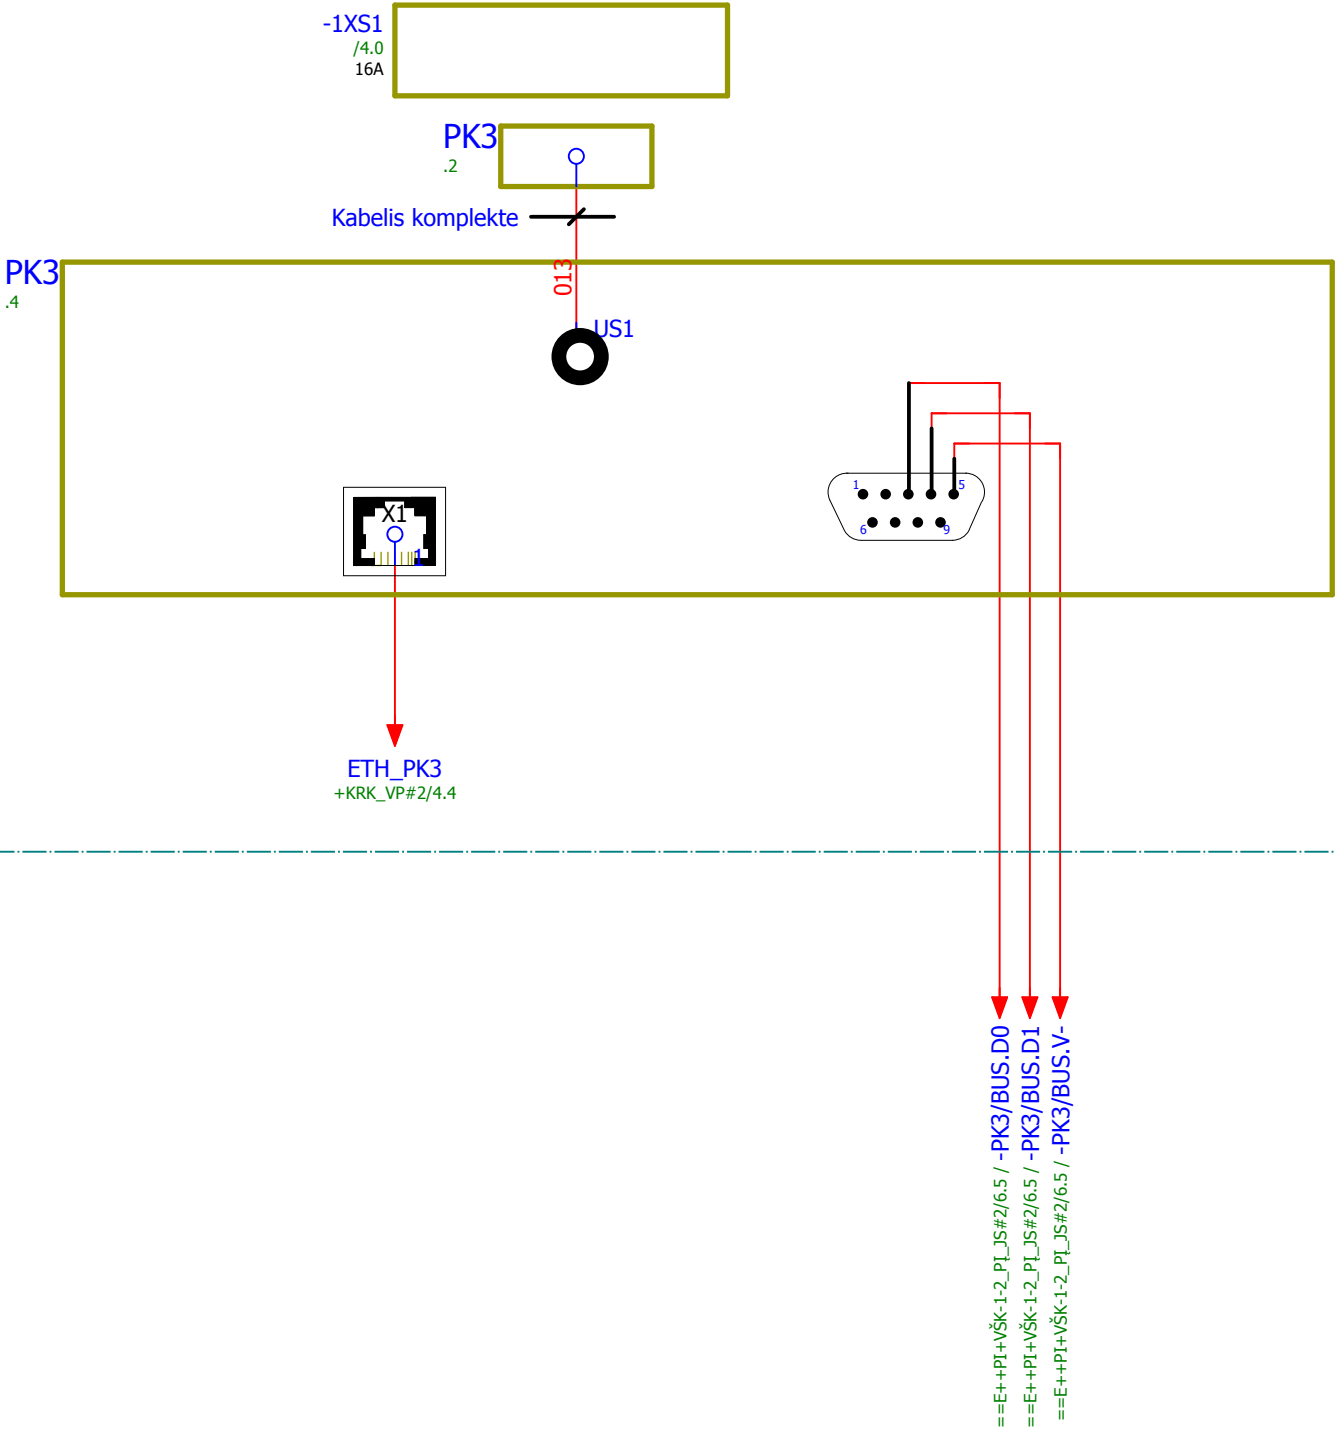 -1XS1
/4.0
16A
PK3
.2
Kabelis komplekte
PK3
.4
013
US1
X1
1
1
5
6
9
ETH_PK3
+KRK_VP#2/4.4
==E++PI+VŠK-1-2_PĮ_JS#2/6.5 / -PK3/BUS.D0
==E++PI+VŠK-1-2_PĮ_JS#2/6.5 / -PK3/BUS.D1
==E++PI+VŠK-1-2_PĮ_JS#2/6.5 / -PK3/BUS.V-